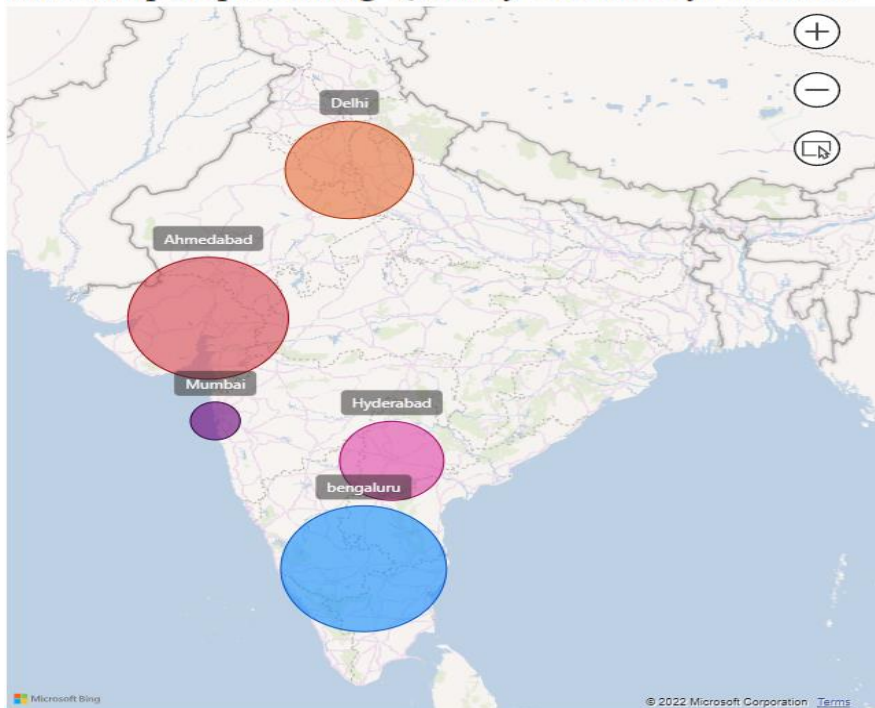 Delhi
Ahmedabad
Mumbai
Hyderabad
bengaluru
Microsoft Bing
© 2022 Microsoft Corporation Terms